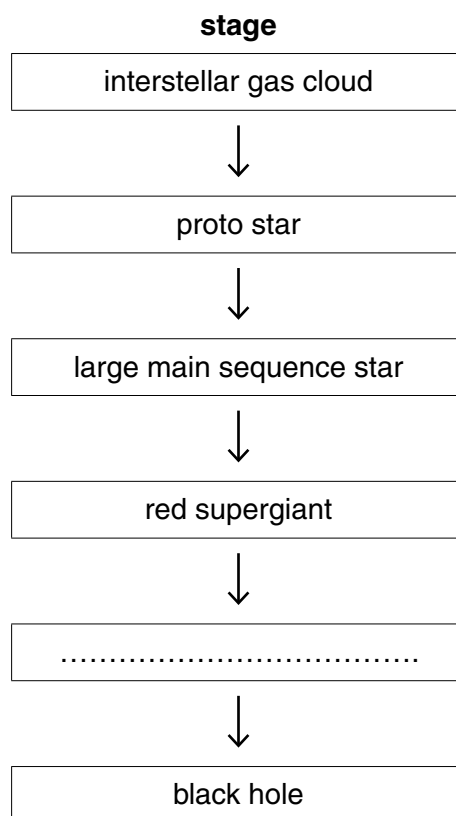 stage
interstellar gas cloud
proto star
large main sequence star
red supergiant
.....................................
black hole